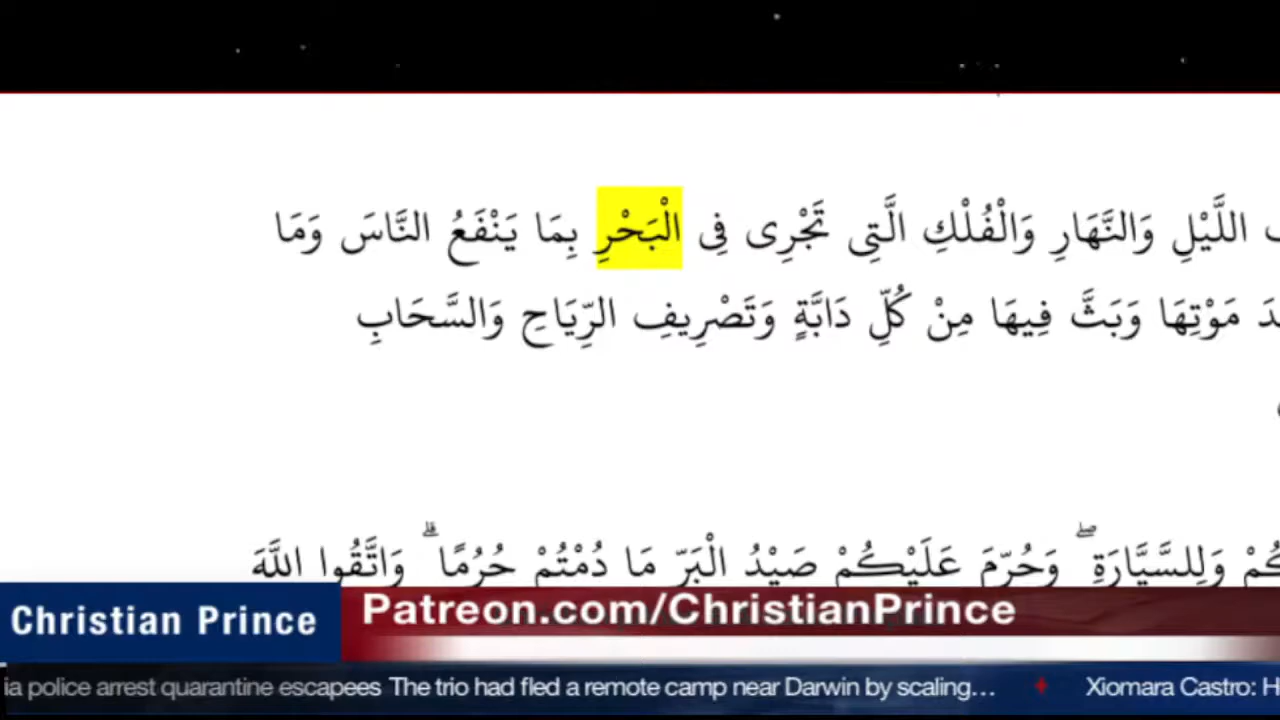 اللَّيْلِ وَالنَّهَارِ وَالْفُلْكِ الَّتِى تَجْرِى فِى الْبَحْرِ بِمَا يَنْفَعُ النَّاسَ وَمَا
مَوْتِهَا وَبَثَّ فِيهَا مِنْ كُلِّ دَابَّةٍ وَتَصْرِيفِ الرِّيَاحِ وَالسَّحَابِ
وَلِلسَّيَّارَةِ ۖ وَحُرِّمَ عَلَيْكُمْ صَيْدُ الْبَرِّ مَا دُمْتُمْ حُرُمًا ۗ وَاتَّقُوا اللَّهَ
Patreon.com/ChristianPrince
Christian Prince
ia police arrest quarantine escapees The trio had fled a remote camp near Darwin by scaling... Xiomara Castro: H